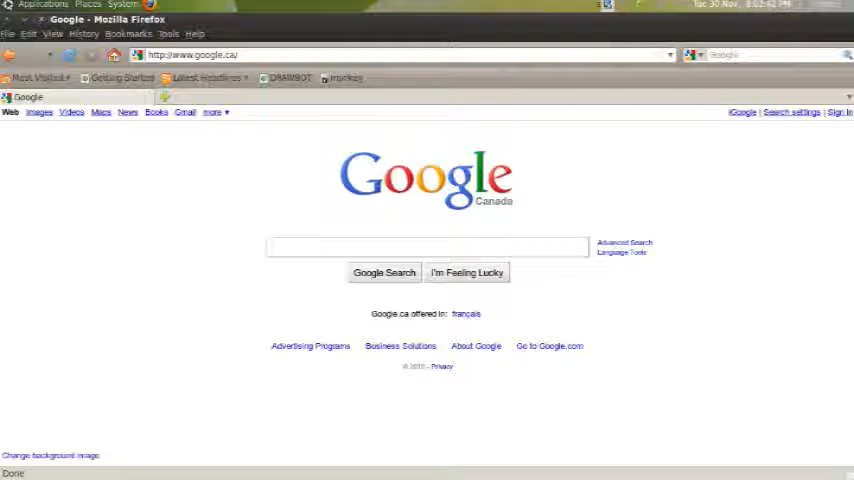 Applications Places System Tue 30 Nov, 8:02:42 PM
Google - Mozilla Firefox
File Edit View History Bookmarks Tools Help
http://www.google.ca/ Google
Most Visited Getting Started Latest Headlines DRAWBOT
Google
Web Images Videos Maps News Books Gmail more ▾ iGoogle | Search settings | Sign in
Google
Canada
Advanced Search
Language Tools
Google Search I'm Feeling Lucky
Google.ca offered in: français
Advertising Programs Business Solutions About Google Go to Google.com
© 2010 - Privacy
Change background image
Done